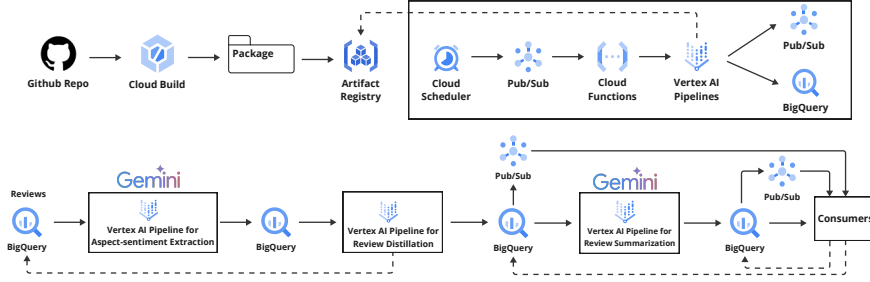 Package
Pub/Sub
Github Repo
Cloud Build
Artifact
Registry
Cloud
Scheduler
Pub/Sub
Cloud
Functions
Vertex AI
Pipelines
BigQuery
Pub/Sub
Gemini
Gemini
Reviews
Pub/Sub
Vertex AI Pipeline for
Aspect-sentiment Extraction
Vertex AI Pipeline for
Review Distillation
Vertex AI Pipeline for
Review Summarization
Consumers
BigQuery
BigQuery
BigQuery
BigQuery